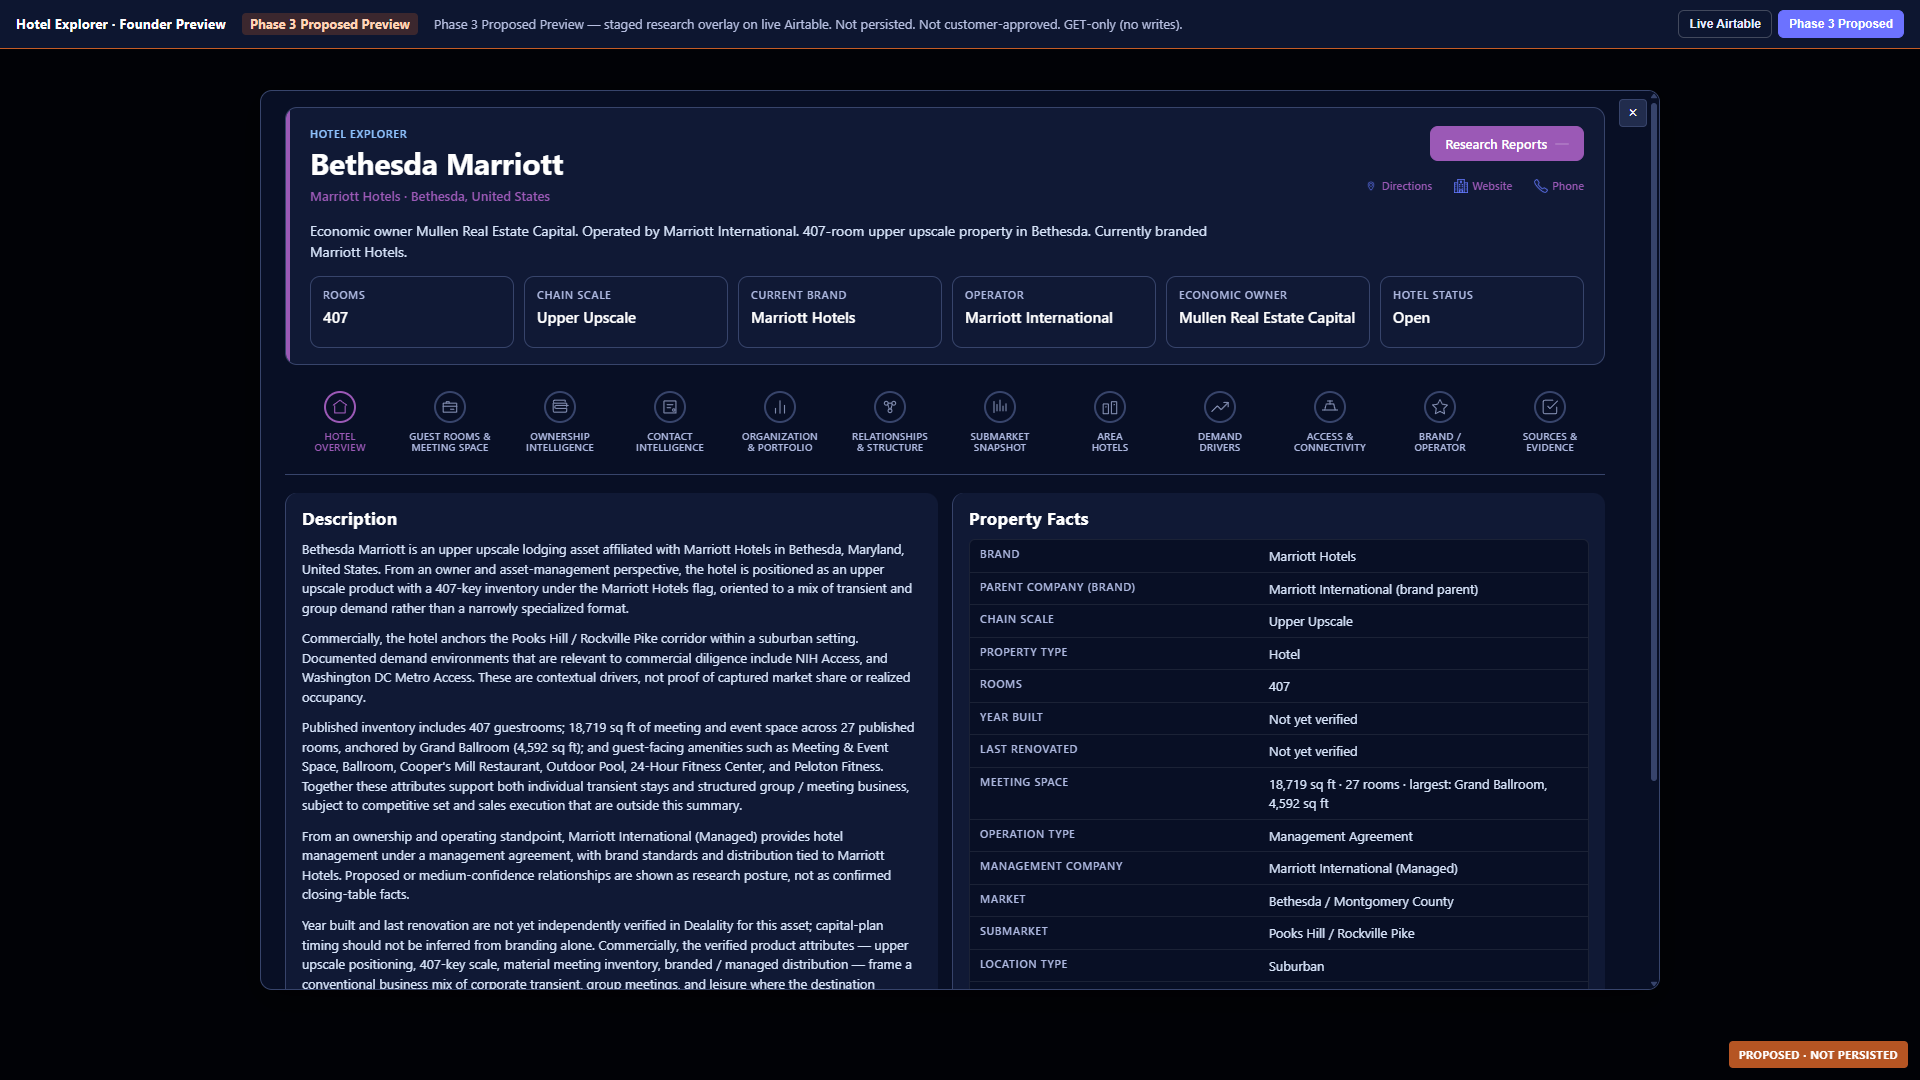 Hotel Explorer · Founder Preview
Phase 3 Proposed Preview
Phase 3 Proposed Preview — staged research overlay on live Airtable. Not persisted. Not customer-approved. GET-only (no writes).
Live Airtable
Phase 3 Proposed
×
HOTEL EXPLORER
Bethesda Marriott
Marriott Hotels · Bethesda, United States
Research Reports —
Directions
Website
Phone
Economic owner Mullen Real Estate Capital. Operated by Marriott International. 407-room upper upscale property in Bethesda. Currently branded
Marriott Hotels.
ROOMS
407
CHAIN SCALE
Upper Upscale
CURRENT BRAND
Marriott Hotels
OPERATOR
Marriott International
ECONOMIC OWNER
Mullen Real Estate Capital
HOTEL STATUS
Open
HOTEL
OVERVIEW
GUEST ROOMS &
MEETING SPACE
OWNERSHIP
INTELLIGENCE
CONTACT
INTELLIGENCE
ORGANIZATION
& PORTFOLIO
RELATIONSHIPS
& STRUCTURE
SUBMARKET
SNAPSHOT
AREA
HOTELS
DEMAND
DRIVERS
ACCESS &
CONNECTIVITY
BRAND /
OPERATOR
SOURCES &
EVIDENCE
Description
Bethesda Marriott is an upper upscale lodging asset affiliated with Marriott Hotels in Bethesda, Maryland,
United States. From an owner and asset-management perspective, the hotel is positioned as an upper
upscale product with a 407-key inventory under the Marriott Hotels flag, oriented to a mix of transient and
group demand rather than a narrowly specialized format.
Commercially, the hotel anchors the Pooks Hill / Rockville Pike corridor within a suburban setting.
Documented demand environments that are relevant to commercial diligence include NIH Access, and
Washington DC Metro Access. These are contextual drivers, not proof of captured market share or realized
occupancy.
Published inventory includes 407 guestrooms; 18,719 sq ft of meeting and event space across 27 published
rooms, anchored by Grand Ballroom (4,592 sq ft); and guest-facing amenities such as Meeting & Event
Space, Ballroom, Cooper's Mill Restaurant, Outdoor Pool, 24-Hour Fitness Center, and Peloton Fitness.
Together these attributes support both individual transient stays and structured group / meeting business,
subject to competitive set and sales execution that are outside this summary.
From an ownership and operating standpoint, Marriott International (Managed) provides hotel
management under a management agreement, with brand standards and distribution tied to Marriott
Hotels. Proposed or medium-confidence relationships are shown as research posture, not as confirmed
closing-table facts.
Year built and last renovation are not yet independently verified in Dealality for this asset; capital-plan
timing should not be inferred from branding alone. Commercially, the verified product attributes — upper
upscale positioning, 407-key scale, material meeting inventory, branded / managed distribution — frame a
conventional business mix of corporate transient, group meetings, and leisure where the destination
Property Facts
BRAND
Marriott Hotels
PARENT COMPANY (BRAND)
Marriott International (brand parent)
CHAIN SCALE
Upper Upscale
PROPERTY TYPE
Hotel
ROOMS
407
YEAR BUILT
Not yet verified
LAST RENOVATED
Not yet verified
MEETING SPACE
18,719 sq ft · 27 rooms · largest: Grand Ballroom,
4,592 sq ft
OPERATION TYPE
Management Agreement
MANAGEMENT COMPANY
Marriott International (Managed)
MARKET
Bethesda / Montgomery County
SUBMARKET
Pooks Hill / Rockville Pike
LOCATION TYPE
Suburban
PROPOSED · NOT PERSISTED